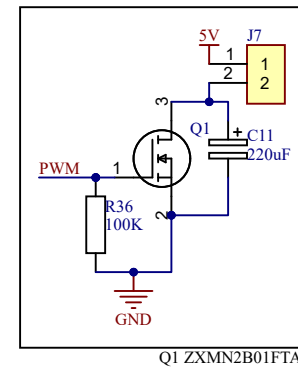 5V
J7
1
1
2
2
3
Q1
+
C11
220uF
PWM
1
R36
100K
2
GND
Q1 ZXMN2B01FTA